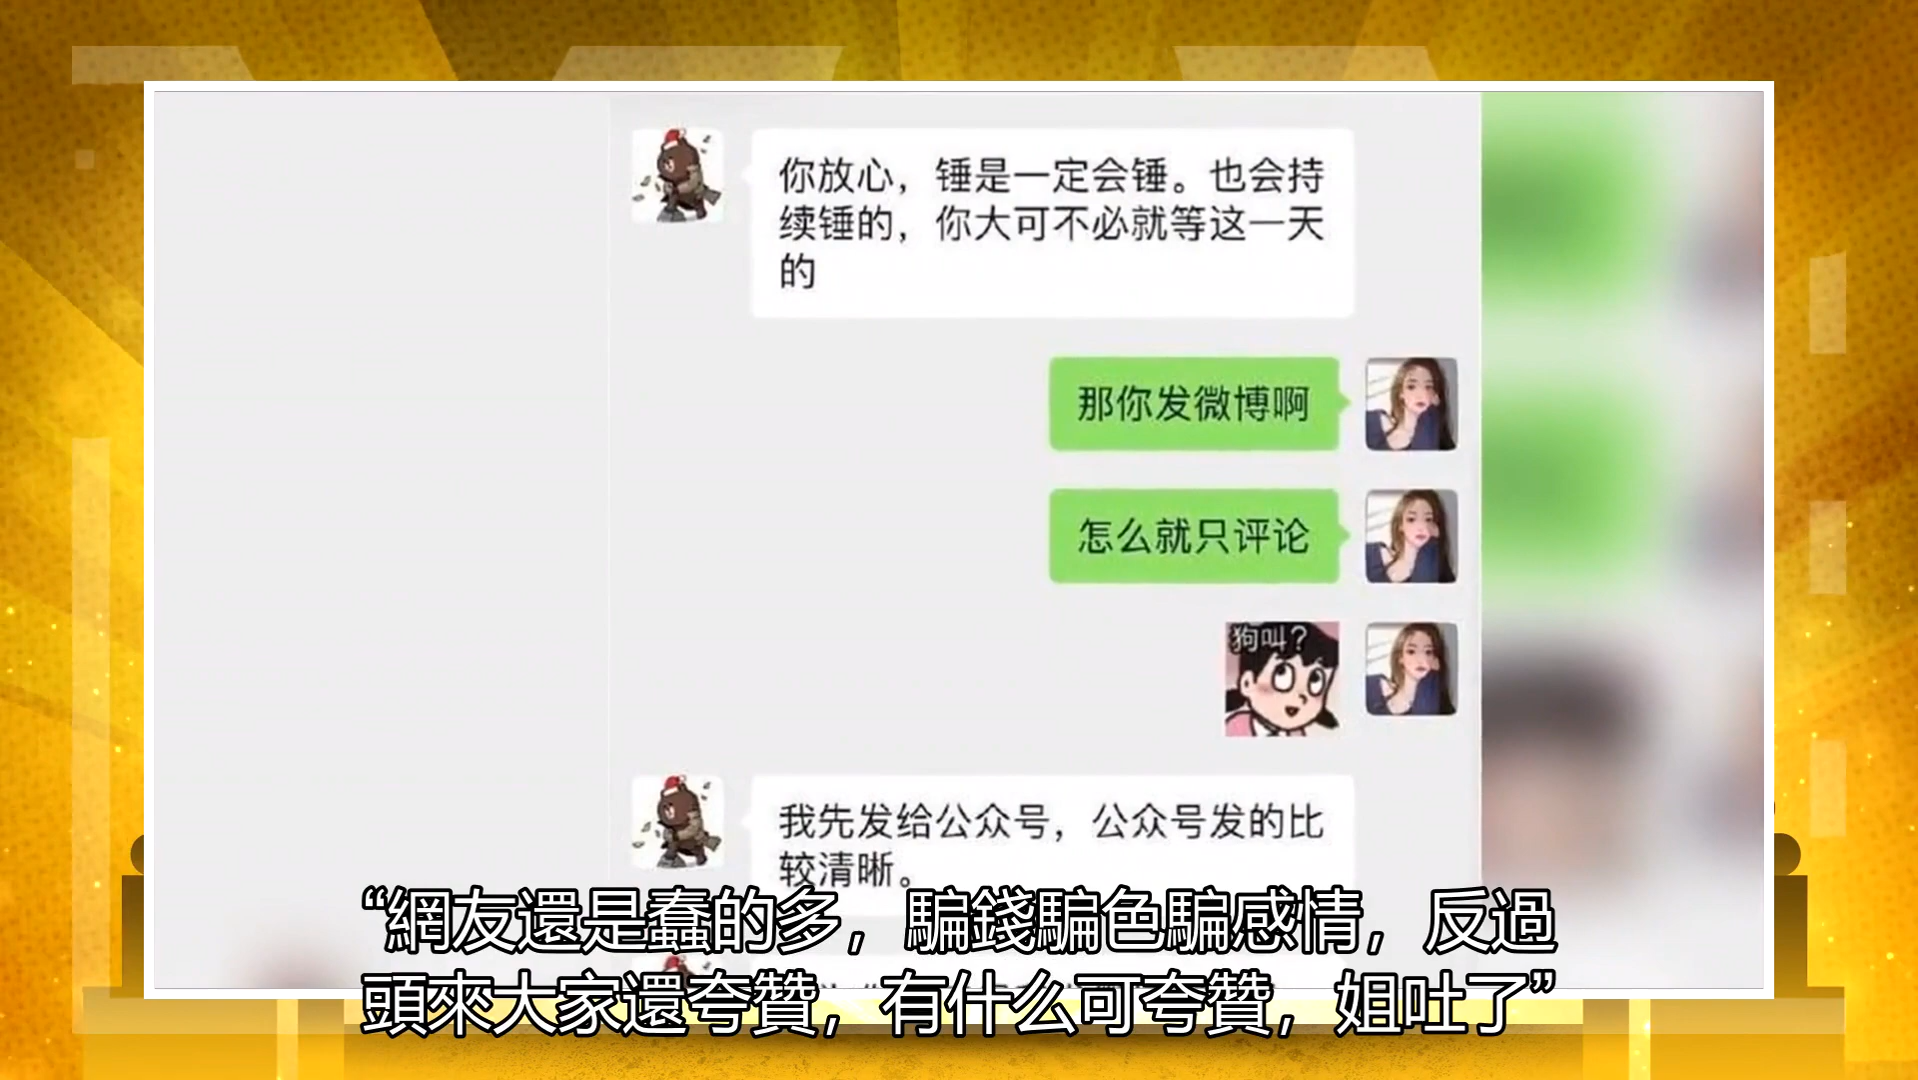 你放心，锤是一定会锤。也会持
续锤的，你大可不必就等这一天
的
那你发微博啊
怎么就只评论
狗叫？
我先发给公众号，公众号发的比
较清晰。
“網友還是蠢的多，騙錢騙色騙感情，反過
頭來大家還夸贊，有什么可夸贊，姐吐了”